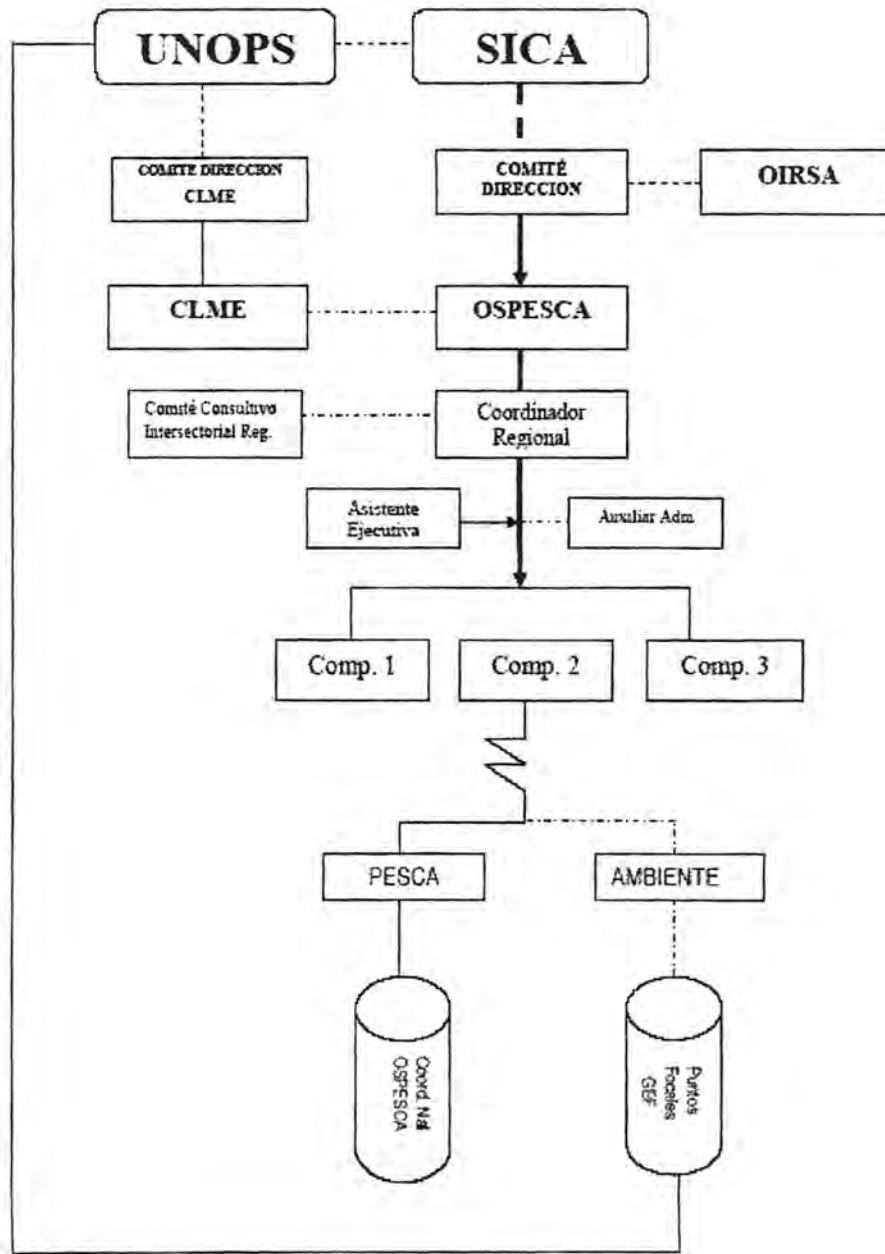 UNOPS
SICA
COMITE DIRECCION
CLME
COMITÉ
DIRECCION
OIRSA
CLME
OSPESCA
Comité Consultivo
Intersectorial Reg.
Coordinador
Regional
Asistente
Ejecutiva
Auxiliar Adm
Comp. 1
Comp. 2
Comp. 3
PESCA
AMBIENTE
Coord. Nal
OSPESCA
Puntos
Focales
GEF